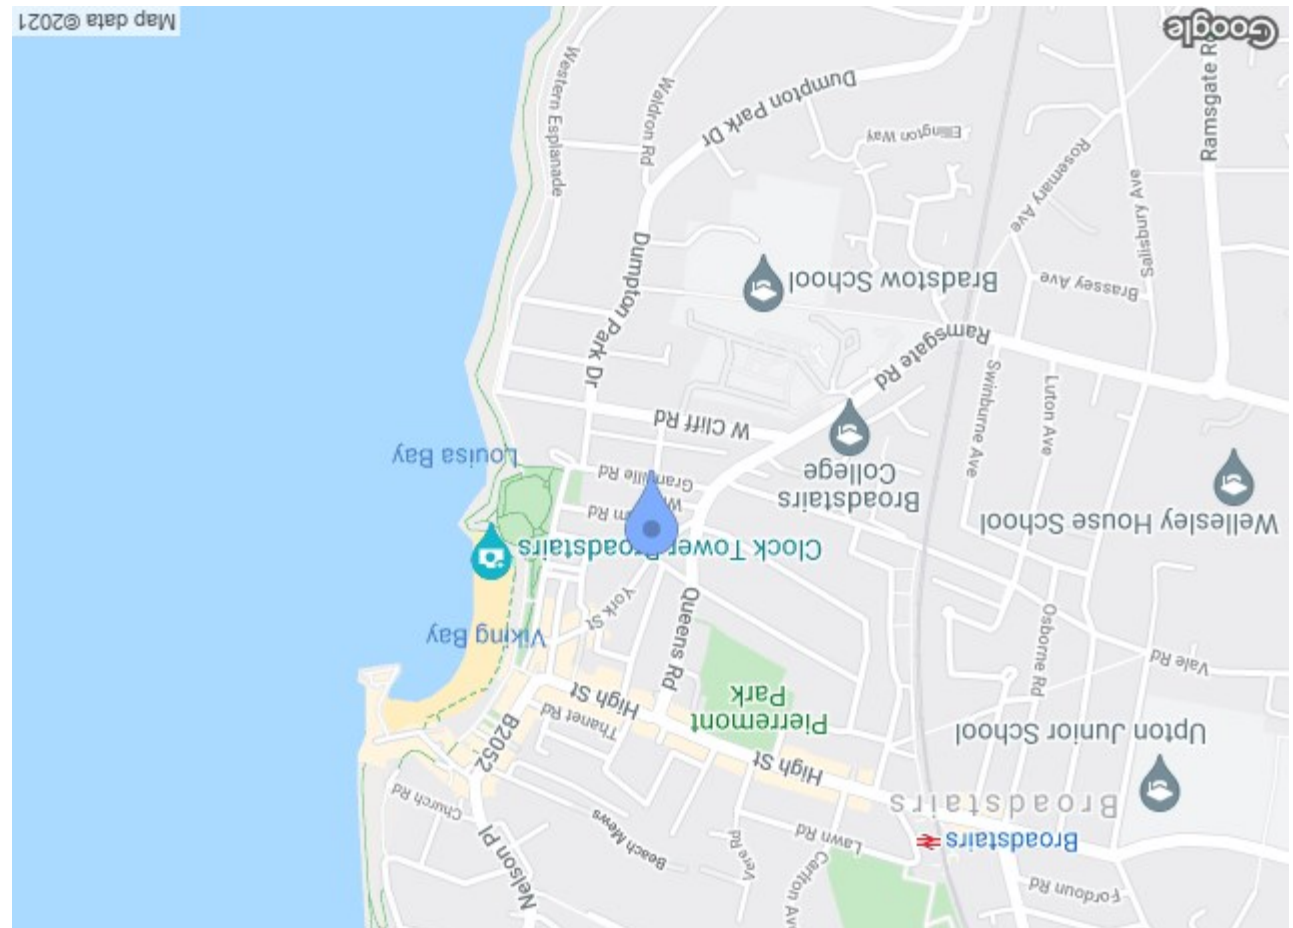 Nelson Pl
Carlton Av
Fordoun Rd
Beach Mews
Vere Rd
Lawn Rd
Broadstairs
Church Rd
Broadstairs
B2052
Thanet Rd
High St
Upton Junior School
High St
Pierremont
Park
Viking Bay
York St
Queens Rd
Osborne Rd
Vale Rd
Clock Tower Broadstairs
Wellesley House School
Rd
Granville Rd
Broadstairs
College
Louisa Bay
W Cliff Rd
Swinburne Ave
Luton Ave
Ramsgate Rd
Dumpton Park Dr
Bradstow School
Brassey Ave
Salisbury Ave
Rosemary Ave
Ellington Way
Western Esplanade
Waldron Rd
Dumpton Park Dr
Ramsgate R
Google
Map data ©2021